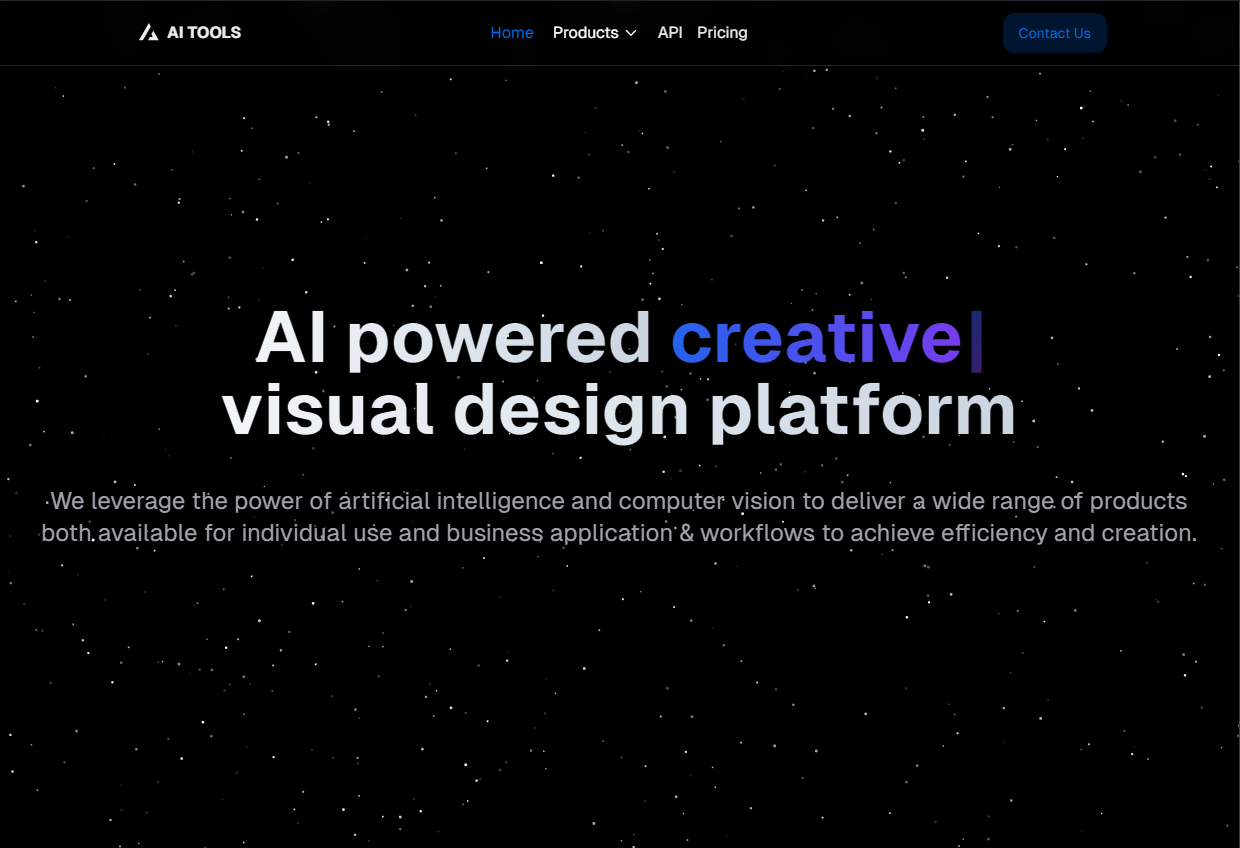 AI TOOLS
Home Products API Pricing
Contact Us
AI powered creative|
visual design platform
We leverage the power of artificial intelligence and computer vision to deliver a wide range of products
both available for individual use and business application & workflows to achieve efficiency and creation.